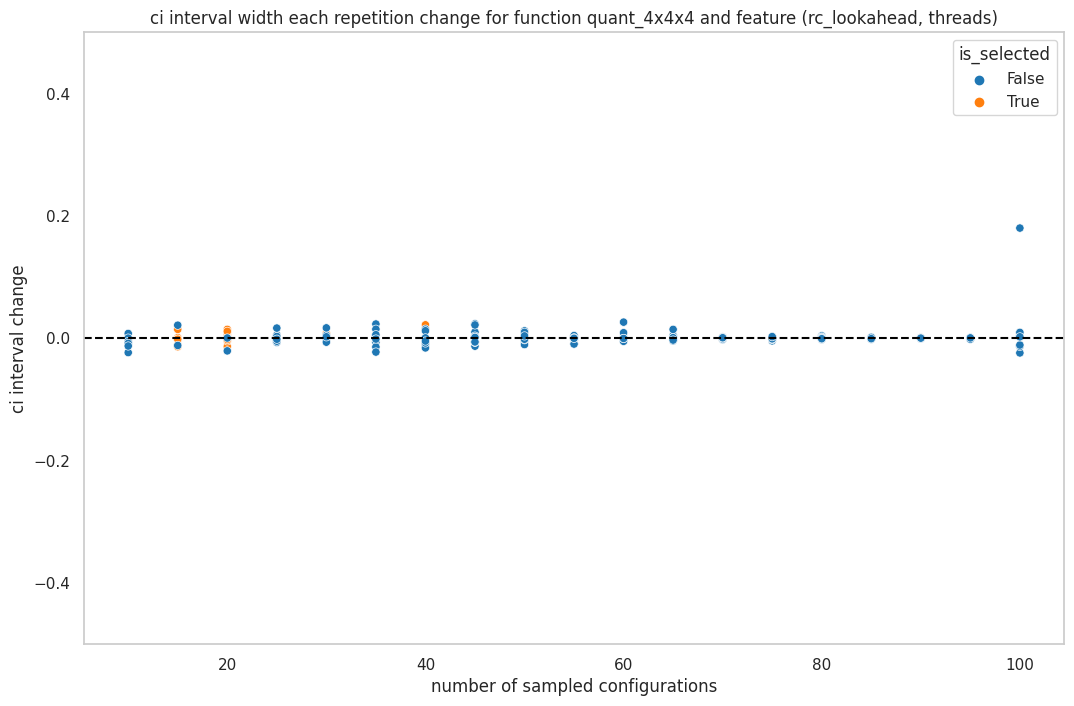 ci interval width each repetition change for function quant_4x4x4 and feature (rc_lookahead, threads)
is_selected
False
True
0.4
0.2
0.0
−0.2
−0.4
ci interval change
20
40
60
80
100
number of sampled configurations